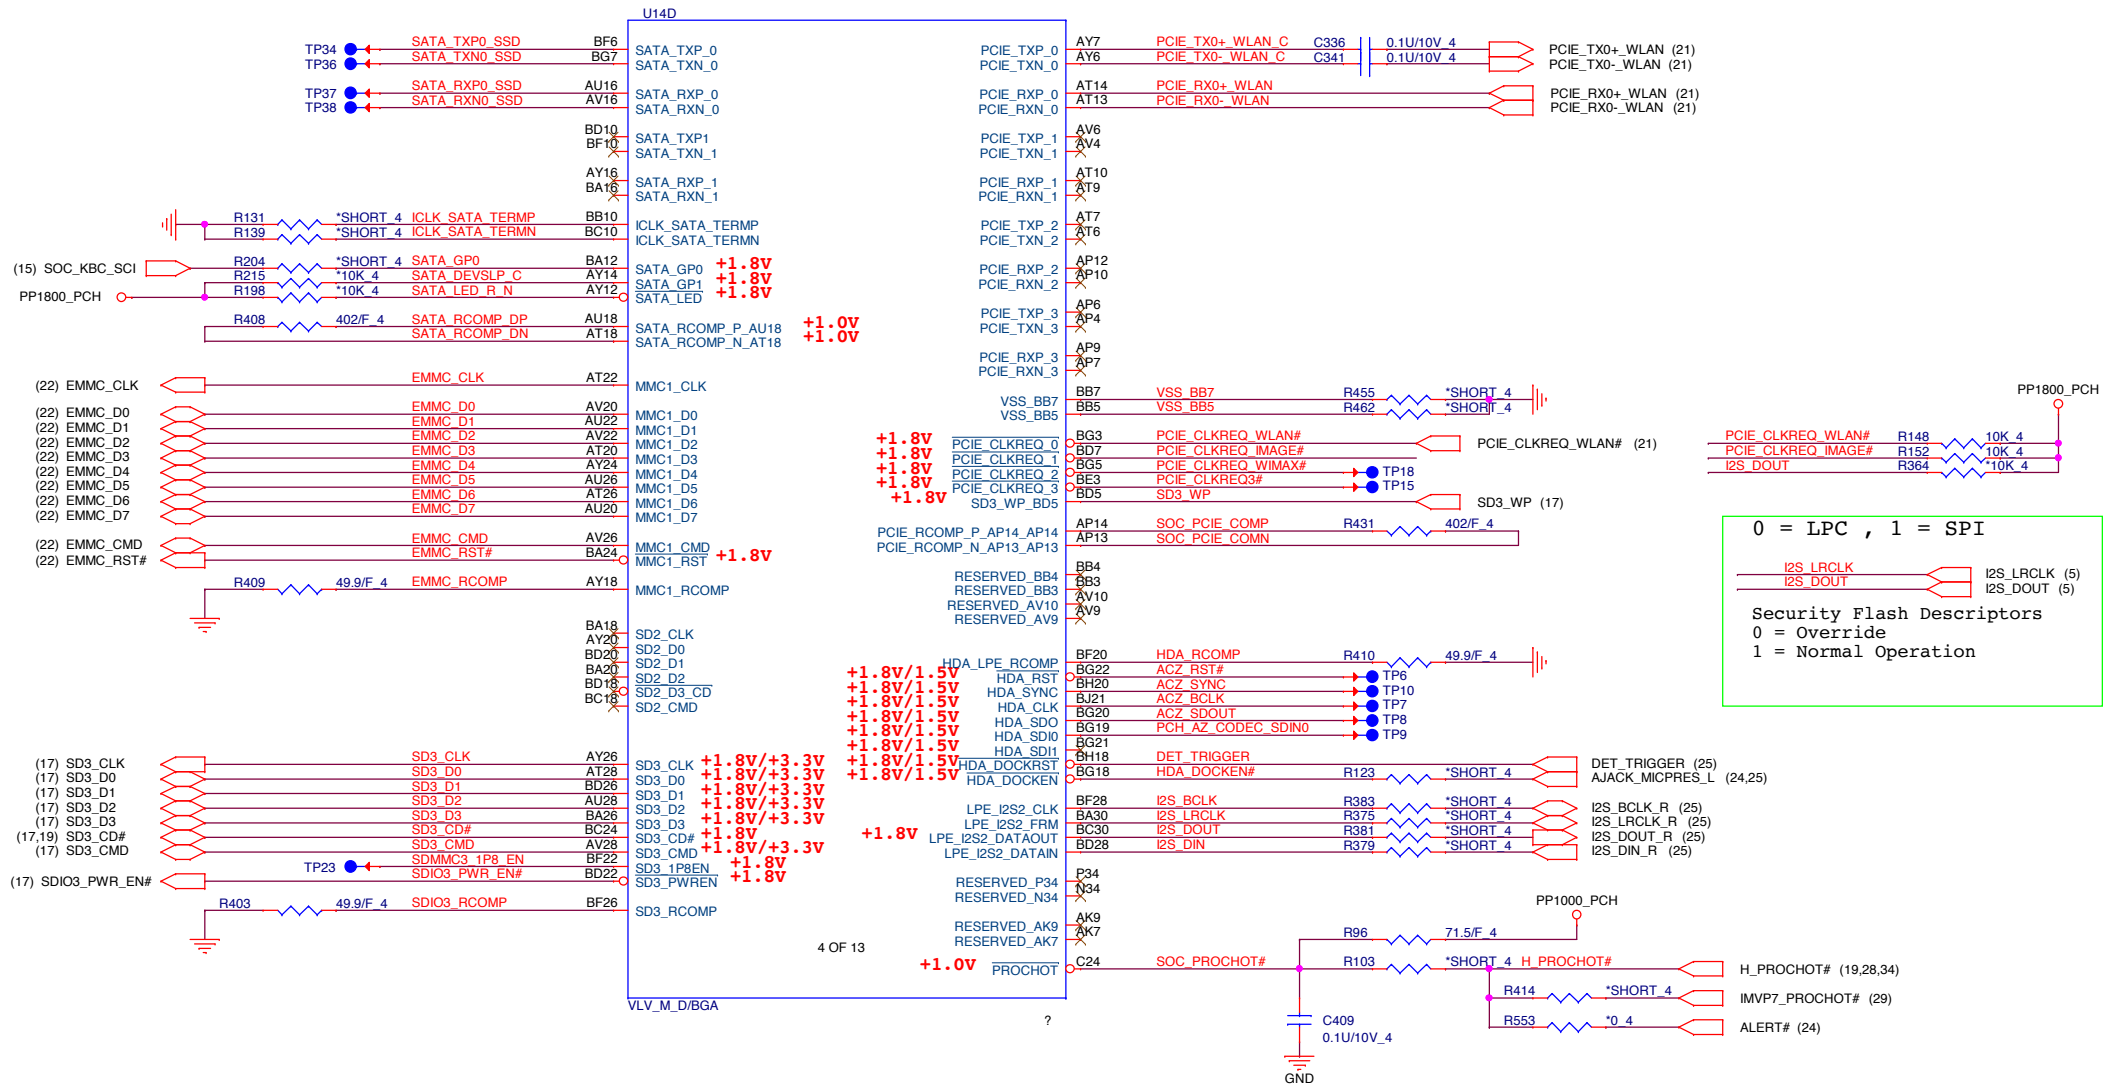 U14D
TP34 SATA_TXP0_SSD BF6 SATA_TXP_0
TP36 SATA_TXN0_SSD BG7 SATA_TXN_0
TP37 SATA_RXP0_SSD AU16 SATA_RXP_0
TP38 SATA_RXN0_SSD AV16 SATA_RXN_0
BD10 SATA_TXP1
BF10 SATA_TXN_1
AY16 SATA_RXP_1
BA16 SATA_RXN_1
R131 *SHORT_4 ICLK_SATA_TERMP BB10 ICLK_SATA_TERMP
R139 *SHORT_4 ICLK_SATA_TERMN BC10 ICLK_SATA_TERMN
(15) SOC_KBC_SCI R204 *SHORT_4 SATA_GP0 BA12 SATA_GP0 +1.8V
R215 *10K_4 SATA_DEVSLP_C AY14 SATA_GP1 +1.8V
PP1800_PCH R198 *10K_4 SATA_LED_R_N AY12 SATA_LED +1.8V
R408 402/F_4 SATA_RCOMP_DP AU18 SATA_RCOMP_P_AU18 +1.0V
SATA_RCOMP_DN AT18 SATA_RCOMP_N_AT18 +1.0V
(22) EMMC_CLK EMMC_CLK AT22 MMC1_CLK
(22) EMMC_D0 EMMC_D0 AV20 MMC1_D0
(22) EMMC_D1 EMMC_D1 AU22 MMC1_D1
(22) EMMC_D2 EMMC_D2 AV22 MMC1_D2
(22) EMMC_D3 EMMC_D3 AT20 MMC1_D3
(22) EMMC_D4 EMMC_D4 AY24 MMC1_D4
(22) EMMC_D5 EMMC_D5 AU26 MMC1_D5
(22) EMMC_D6 EMMC_D6 AT26 MMC1_D6
(22) EMMC_D7 EMMC_D7 AU20 MMC1_D7
(22) EMMC_CMD EMMC_CMD AV26 MMC1_CMD
(22) EMMC_RST# EMMC_RST# BA24 MMC1_RST +1.8V
R409 49.9/F_4 EMMC_RCOMP AY18 MMC1_RCOMP
BA18 SD2_CLK
AY20 SD2_D0
BD20 SD2_D1
BA20 SD2_D2
BD18 SD2_D3_CD
BC18 SD2_CMD
(17) SD3_CLK SD3_CLK AY26 SD3_CLK +1.8V/+3.3V
(17) SD3_D0 SD3_D0 AT28 SD3_D0 +1.8V/+3.3V
(17) SD3_D1 SD3_D1 BD26 SD3_D1 +1.8V/+3.3V
(17) SD3_D2 SD3_D2 AU28 SD3_D2 +1.8V/+3.3V
(17) SD3_D3 SD3_D3 BA26 SD3_D3 +1.8V/+3.3V
(17,19) SD3_CD# SD3_CD# BC24 SD3_CD# +1.8V
(17) SD3_CMD SD3_CMD AV28 SD3_CMD +1.8V/+3.3V
TP23 SDMMC3_1P8_EN BF22 SD3_1P8EN +1.8V
(17) SDIO3_PWR_EN# SDIO3_PWR_EN# BD22 SD3_PWREN +1.8V
R403 49.9/F_4 SDIO3_RCOMP BF26 SD3_RCOMP
4 OF 13
VLV_M_D/BGA
?
PCIE_TXP_0 AY7 PCIE_TX0+_WLAN_C C336 0.1U/10V_4 PCIE_TX0+_WLAN (21)
PCIE_TXN_0 AY6 PCIE_TX0-_WLAN_C C341 0.1U/10V_4 PCIE_TX0-_WLAN (21)
PCIE_RXP_0 AT14 PCIE_RX0+_WLAN PCIE_RX0+_WLAN (21)
PCIE_RXN_0 AT13 PCIE_RX0-_WLAN PCIE_RX0-_WLAN (21)
PCIE_TXP_1 AV6
PCIE_TXN_1 AV4
PCIE_RXP_1 AT10
PCIE_RXN_1 AT9
PCIE_TXP_2 AT7
PCIE_TXN_2 AT6
PCIE_RXP_2 AP12
PCIE_RXN_2 AP10
PCIE_TXP_3 AP6
PCIE_TXN_3 AP4
PCIE_RXP_3 AP9
PCIE_RXN_3 AP7
VSS_BB7 BB7 VSS_BB7 R455 *SHORT_4
VSS_BB5 BB5 VSS_BB5 R462 *SHORT_4
+1.8V PCIE_CLKREQ_0 BG3 PCIE_CLKREQ_WLAN# PCIE_CLKREQ_WLAN# (21)
+1.8V PCIE_CLKREQ_1 BD7 PCIE_CLKREQ_IMAGE#
+1.8V PCIE_CLKREQ_2 BG5 PCIE_CLKREQ_WIMAX# TP18
+1.8V PCIE_CLKREQ_3 BE3 PCIE_CLKREQ3# TP15
+1.8V SD3_WP_BD5 BD5 SD3_WP SD3_WP (17)
PCIE_RCOMP_P_AP14_AP14 AP14 SOC_PCIE_COMP R431 402/F_4
PCIE_RCOMP_N_AP13_AP13 AP13 SOC_PCIE_COMN
RESERVED_BB4 BB4
RESERVED_BB3 BB3
RESERVED_AV10 AV10
RESERVED_AV9 AV9
HDA_LPE_RCOMP BF20 HDA_RCOMP R410 49.9/F_4
+1.8V/1.5V HDA_RST BG22 ACZ_RST# TP6
+1.8V/1.5V HDA_SYNC BH20 ACZ_SYNC TP10
+1.8V/1.5V HDA_CLK BJ21 ACZ_BCLK TP7
+1.8V/1.5V HDA_SDO BG20 ACZ_SDOUT TP8
+1.8V/1.5V HDA_SDI0 BG19 PCH_AZ_CODEC_SDIN0 TP9
+1.8V/1.5V HDA_SDI1 BG21
+1.8V/1.5V HDA_DOCKRST BH18 DET_TRIGGER DET_TRIGGER (25)
+1.8V/1.5V HDA_DOCKEN BG18 HDA_DOCKEN# R123 *SHORT_4 AJACK_MICPRES_L (24,25)
LPE_I2S2_CLK BF28 I2S_BCLK R383 *SHORT_4 I2S_BCLK_R (25)
LPE_I2S2_FRM BA30 I2S_LRCLK R375 *SHORT_4 I2S_LRCLK_R (25)
+1.8V LPE_I2S2_DATAOUT BC30 I2S_DOUT R381 *SHORT_4 I2S_DOUT_R (25)
LPE_I2S2_DATAIN BD28 I2S_DIN R379 *SHORT_4 I2S_DIN_R (25)
RESERVED_P34 P34
RESERVED_N34 N34
RESERVED_AK9 AK9
RESERVED_AK7 AK7
PP1000_PCH
R96 71.5/F_4
+1.0V PROCHOT C24 SOC_PROCHOT# R103 *SHORT_4 H_PROCHOT# H_PROCHOT# (19,28,34)
R414 *SHORT_4 IMVP7_PROCHOT# (29)
R553 *0_4 ALERT# (24)
C409
0.1U/10V_4
GND
PP1800_PCH
PCIE_CLKREQ_WLAN# R148 10K_4
PCIE_CLKREQ_IMAGE# R152 10K_4
I2S_DOUT R364 *10K_4
0 = LPC , 1 = SPI
I2S_LRCLK I2S_LRCLK (5)
I2S_DOUT I2S_DOUT (5)
Security Flash Descriptors
0 = Override
1 = Normal Operation